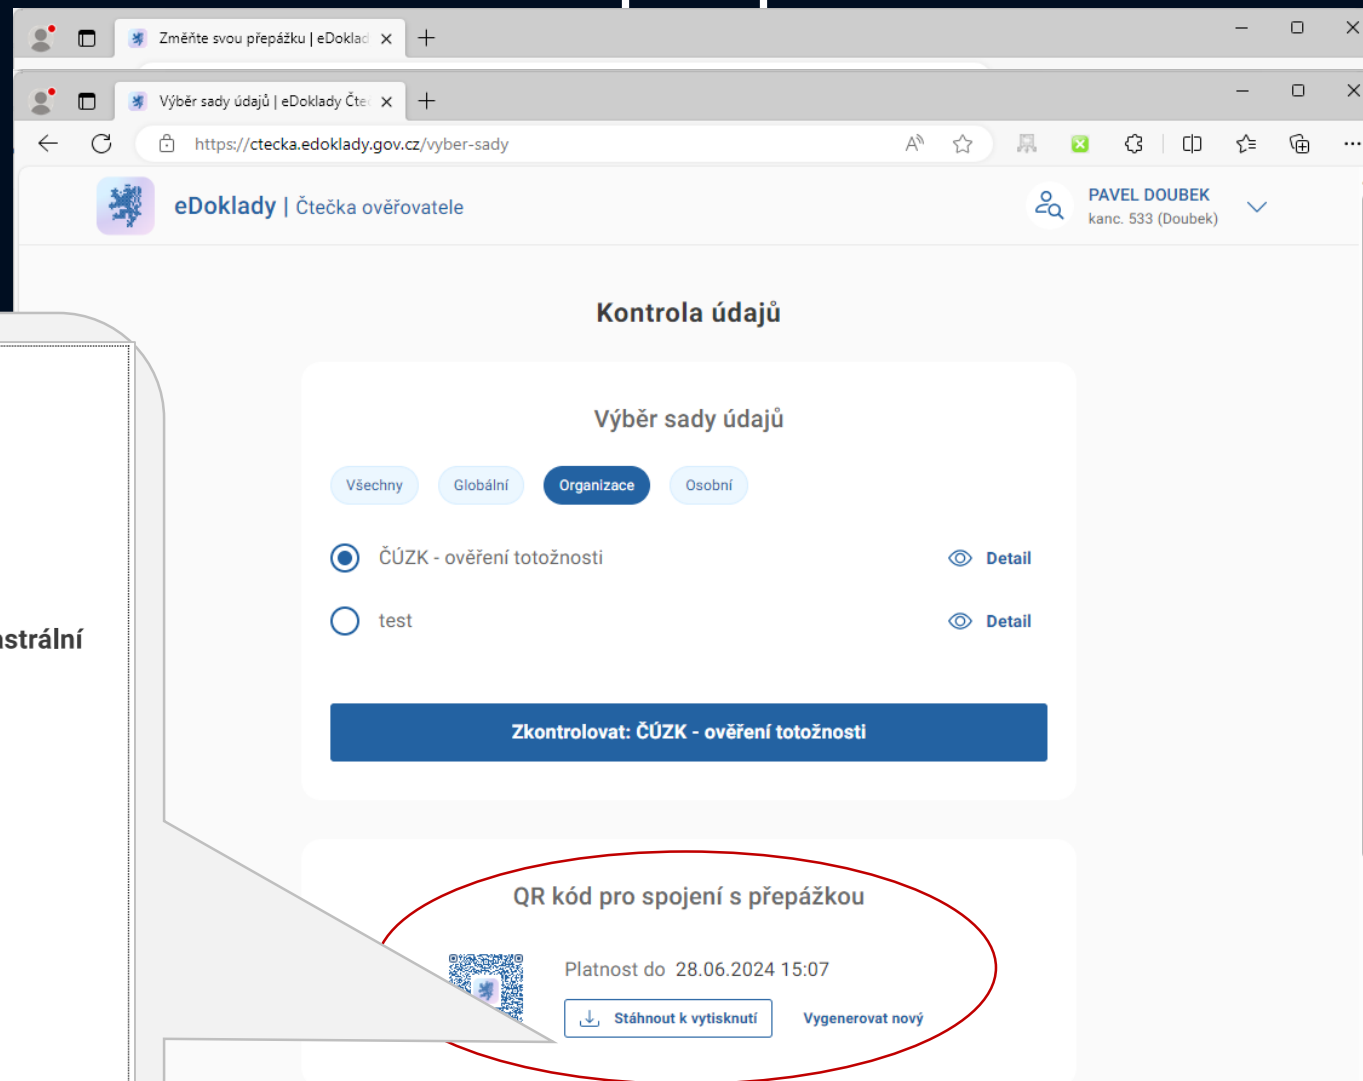 Změňte svou přepážku | eDoklad
Výběr sady údajů | eDoklady Čte
https://ctecka.edoklady.gov.cz/vyber-sady
eDoklady | Čtečka ověřovatele
PAVEL DOUBEK
kanc. 533 (Doubek)
Kontrola údajů
Výběr sady údajů
Všechny Globální Organizace Osobní
ČÚZK - ověření totožnosti Detail
test Detail
astrální
Zkontrolovat: ČÚZK - ověření totožnosti
QR kód pro spojení s přepážkou
Platnost do 28.06.2024 15:07
Stáhnout k vytisknutí Vygenerovat nový